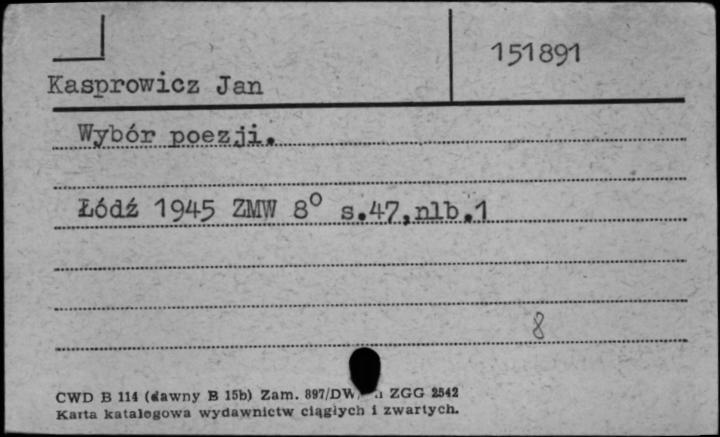 151891
Kasprowicz Jan
Wybór poezji.
Łódź 1945 ZMW 8° s.47,nlb.1
8
CWD B 114 (dawny B 15b) Zam. 897/DW ZGG 2542
Karta katalogowa wydawnictw ciągłych i zwartych.